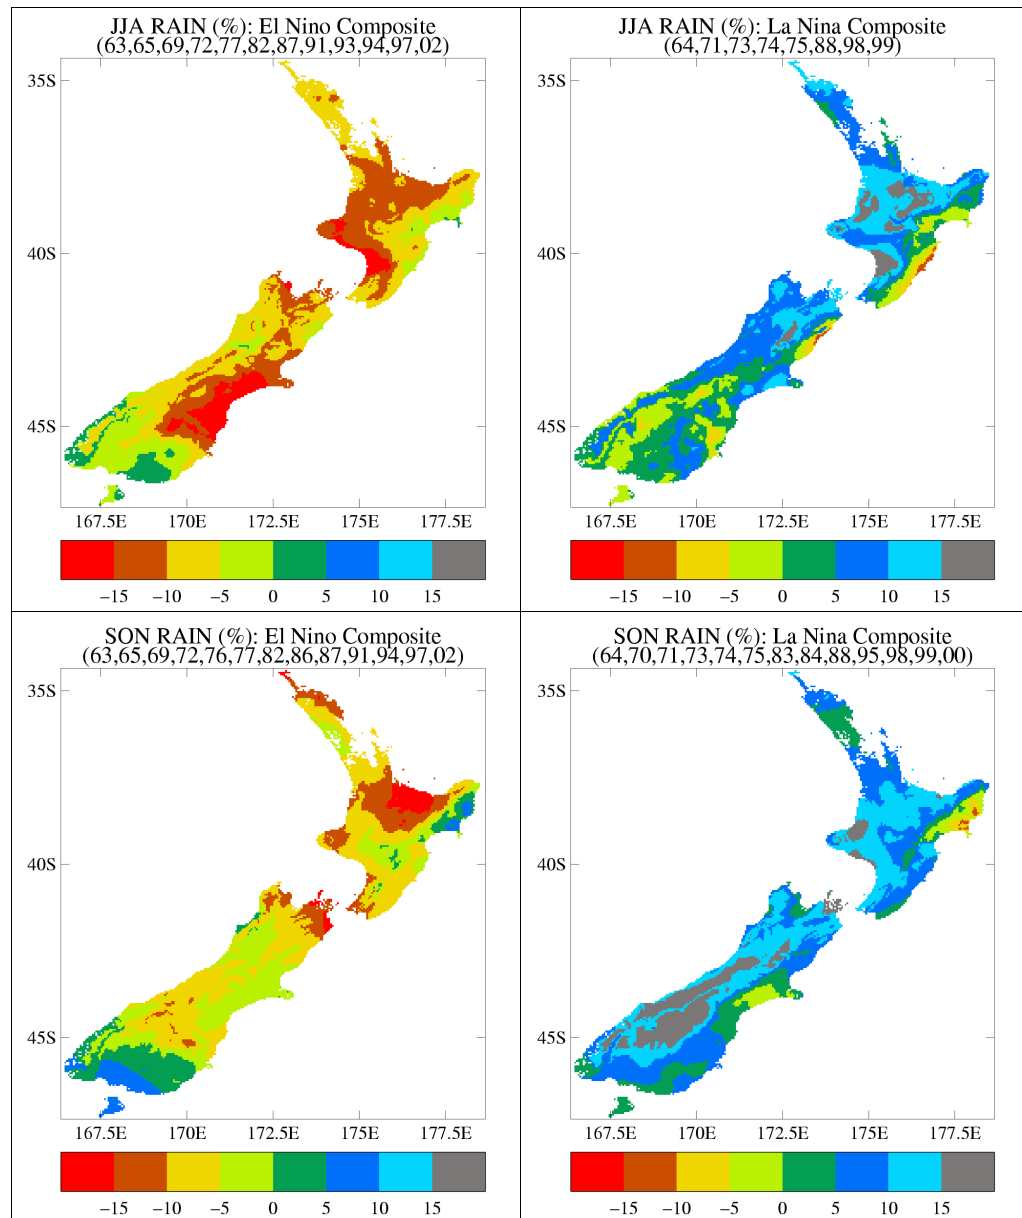 JJA RAIN (%): El Nino Composite
(63,65,69,72,77,82,87,91,93,94,97,02)
35S
40S
45S
167.5E 170E 172.5E 175E 177.5E
−15 −10 −5 0 5 10 15
JJA RAIN (%): La Nina Composite
(64,71,73,74,75,88,98,99)
35S
40S
45S
167.5E 170E 172.5E 175E 177.5E
−15 −10 −5 0 5 10 15
SON RAIN (%): El Nino Composite
(63,65,69,72,76,77,82,86,87,91,94,97,02)
35S
40S
45S
167.5E 170E 172.5E 175E 177.5E
−15 −10 −5 0 5 10 15
SON RAIN (%): La Nina Composite
(64,70,71,73,74,75,83,84,88,95,98,99,00)
35S
40S
45S
167.5E 170E 172.5E 175E 177.5E
−15 −10 −5 0 5 10 15